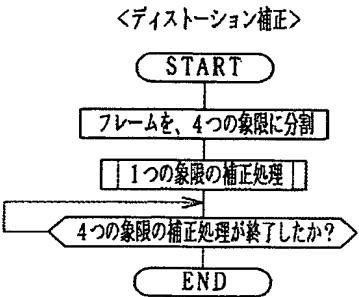 <ディストーション補正>
START
フレームを、4つの象限に分割
1つの象限の補正処理
4つの象限の補正処理が終了したか?
END